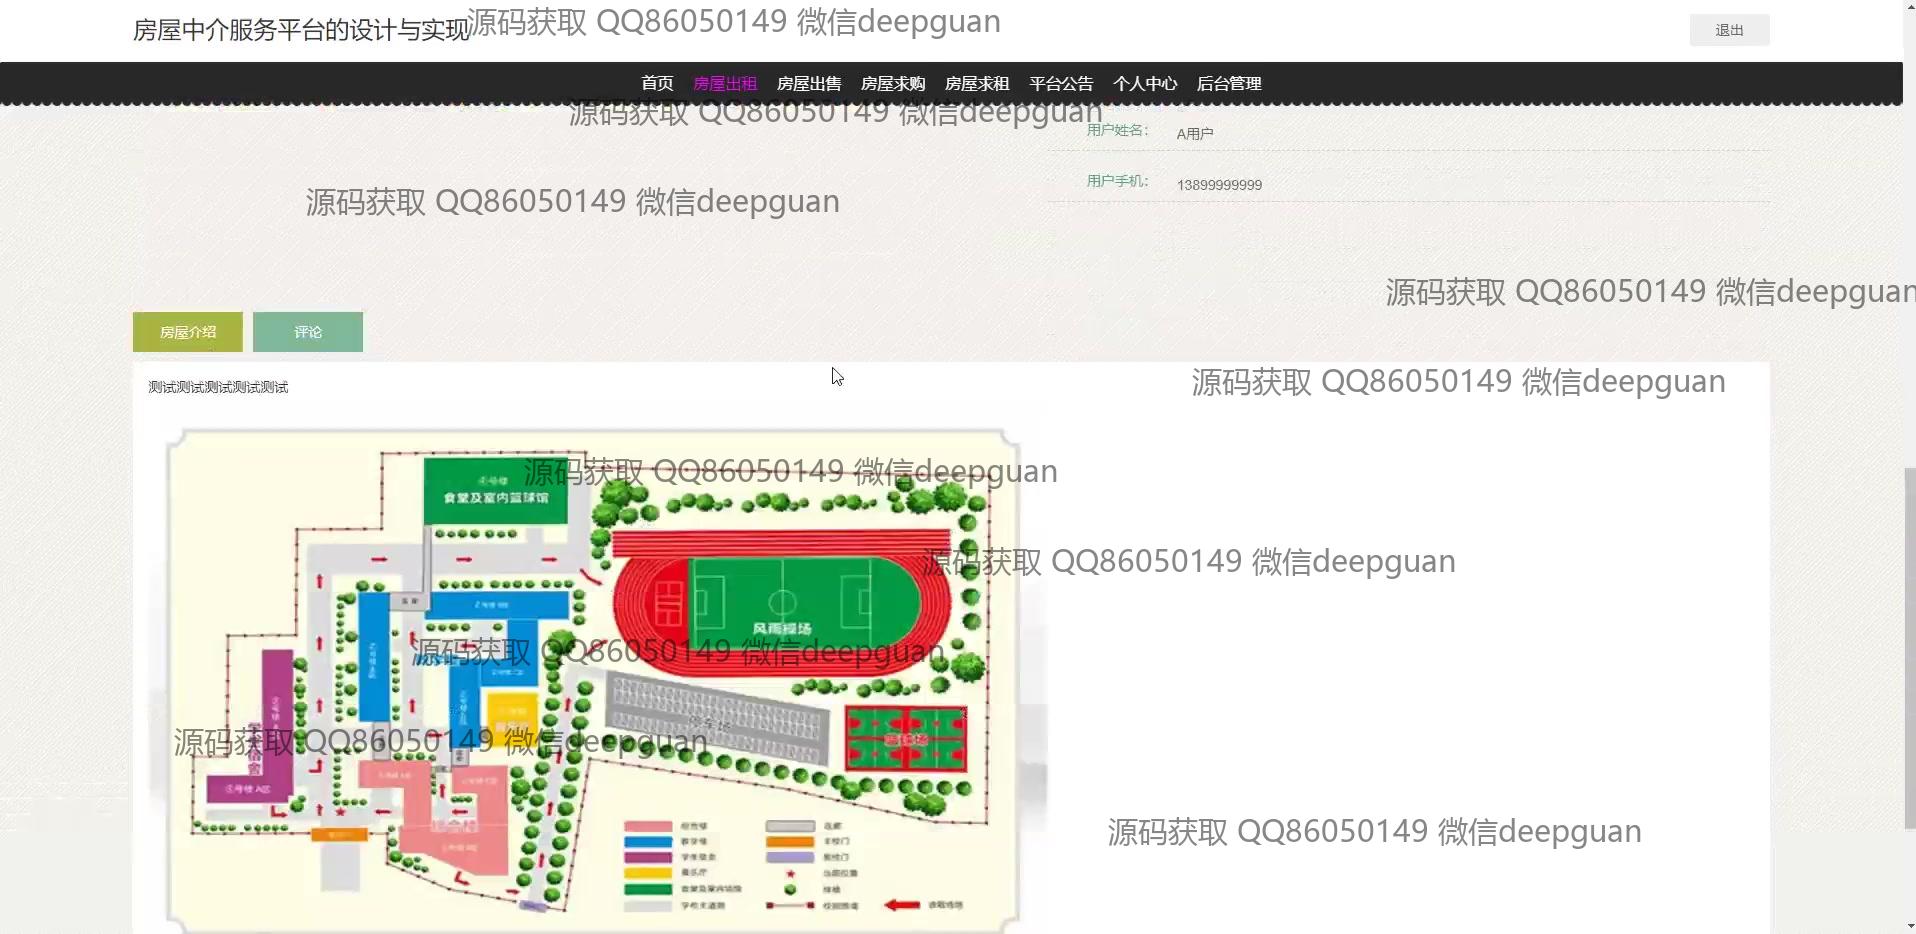 房屋中介服务平台的设计与实现
源码获取 QQ86050149 微信deepguan
退出
首页 房屋出租 房屋出售 房屋求购 房屋求租 平台公告 个人中心 后台管理
源码获取 QQ86050149 微信deepguan
用户姓名： A用户
用户手机： 13899999999
源码获取 QQ86050149 微信deepguan
源码获取 QQ86050149 微信deepguan
房屋介绍 评论
源码获取 QQ86050149 微信deepguan
测试测试测试测试测试
源码获取 QQ86050149 微信deepguan
食堂及室内篮球馆
源码获取 QQ86050149 微信deepguan
风雨操场
源码获取 QQ86050149 微信deepguan
停车场
源码获取 QQ86050149 微信deepguan
源码获取 QQ86050149 微信deepguan